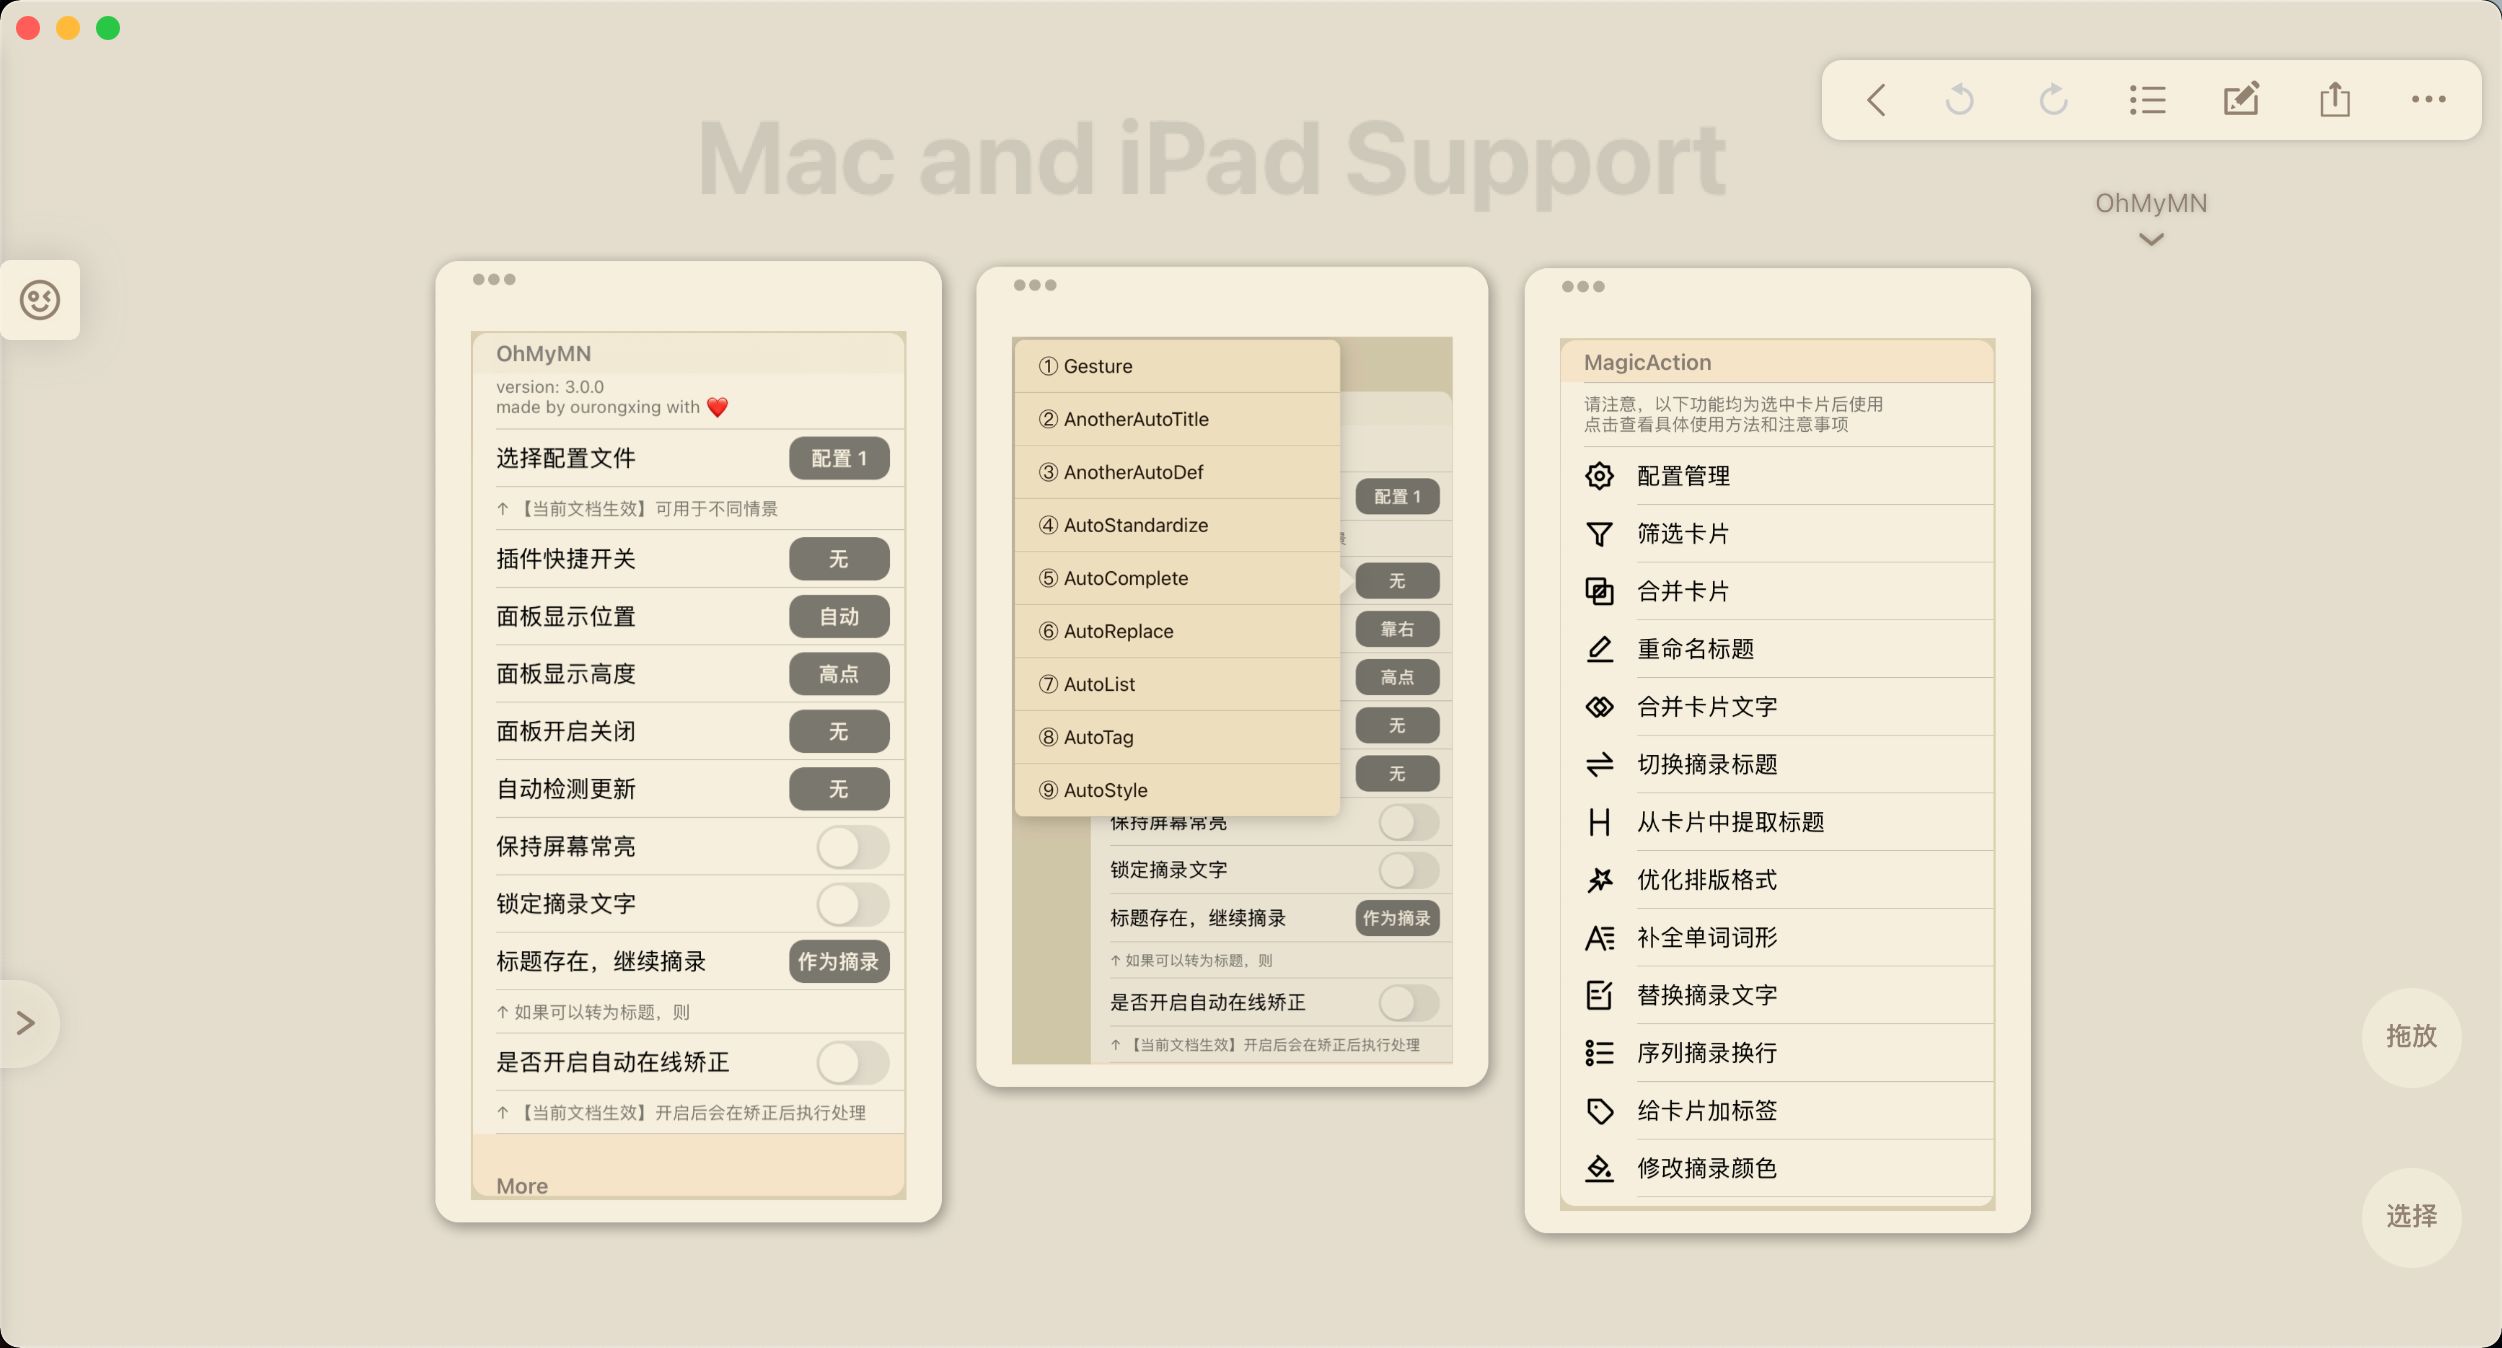 Mac and iPad Support
OhMyMN
OhMyMN
version: 3.0.0
made by ourongxing with ❤️
选择配置文件
配置 1
↑ 【当前文档生效】可用于不同情景
插件快捷开关
无
面板显示位置
自动
面板显示高度
高点
面板开启关闭
无
自动检测更新
无
保持屏幕常亮
锁定摘录文字
标题存在，继续摘录
作为摘录
↑ 如果可以转为标题，则
是否开启自动在线矫正
↑ 【当前文档生效】开启后会在矫正后执行处理
More
① Gesture
② AnotherAutoTitle
③ AnotherAutoDef
④ AutoStandardize
⑤ AutoComplete
⑥ AutoReplace
⑦ AutoList
⑧ AutoTag
⑨ AutoStyle
配置 1
无
靠右
高点
无
无
保持屏幕常亮
锁定摘录文字
标题存在，继续摘录
作为摘录
↑ 如果可以转为标题，则
是否开启自动在线矫正
↑ 【当前文档生效】开启后会在矫正后执行处理
MagicAction
请注意，以下功能均为选中卡片后使用
点击查看具体使用方法和注意事项
配置管理
筛选卡片
合并卡片
重命名标题
合并卡片文字
切换摘录标题
从卡片中提取标题
优化排版格式
补全单词词形
替换摘录文字
序列摘录换行
给卡片加标签
修改摘录颜色
拖放
选择